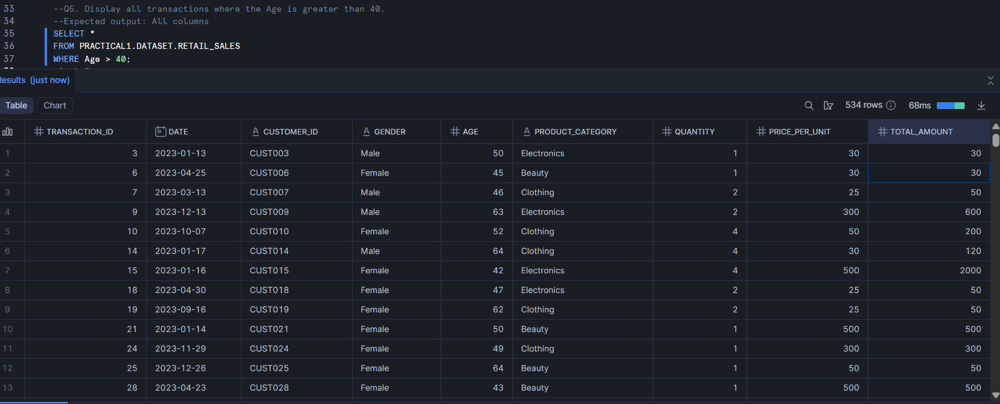 33 --Q5. Display all transactions where the Age is greater than 40.
34 --Expected output: All columns
35 SELECT *
36 FROM PRACTICAL1.DATASET.RETAIL_SALES
37 WHERE Age > 40;
Results (just now)
Table Chart 534 rows 68ms
TRANSACTION_ID DATE CUSTOMER_ID GENDER AGE PRODUCT_CATEGORY QUANTITY PRICE_PER_UNIT TOTAL_AMOUNT
1 3 2023-01-13 CUST003 Male 50 Electronics 1 30 30
2 6 2023-04-25 CUST006 Female 45 Beauty 1 30 30
3 7 2023-03-13 CUST007 Male 46 Clothing 2 25 50
4 9 2023-12-13 CUST009 Male 63 Electronics 2 300 600
5 10 2023-10-07 CUST010 Female 52 Clothing 4 50 200
6 14 2023-01-17 CUST014 Male 64 Clothing 4 30 120
7 15 2023-01-16 CUST015 Female 42 Electronics 4 500 2000
8 18 2023-04-30 CUST018 Female 47 Electronics 2 25 50
9 19 2023-09-16 CUST019 Female 62 Clothing 2 25 50
10 21 2023-01-14 CUST021 Female 50 Beauty 1 500 500
11 24 2023-11-29 CUST024 Female 49 Clothing 1 300 300
12 25 2023-12-26 CUST025 Female 64 Beauty 1 50 50
13 28 2023-04-23 CUST028 Female 43 Beauty 1 500 500